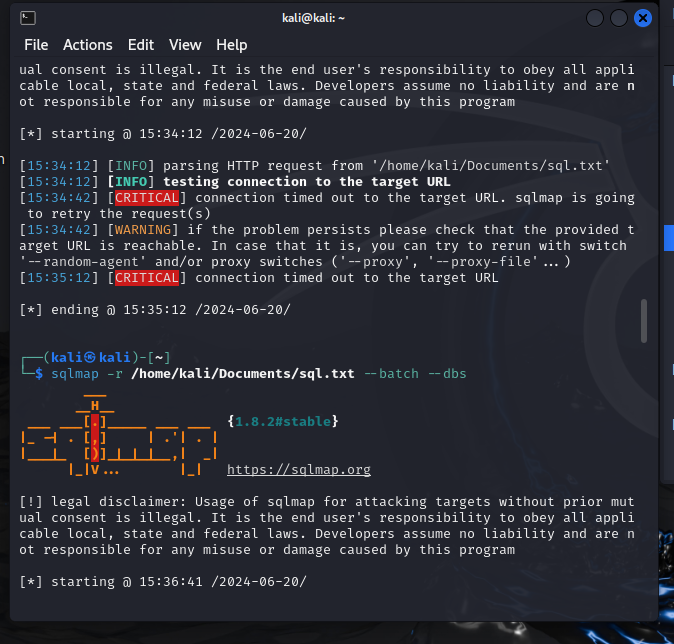 kali@kali: ~
File Actions Edit View Help
ual consent is illegal. It is the end user's responsibility to obey all appli
cable local, state and federal laws. Developers assume no liability and are n
ot responsible for any misuse or damage caused by this program
[*] starting @ 15:34:12 /2024-06-20/
[15:34:12] [INFO] parsing HTTP request from '/home/kali/Documents/sql.txt'
[15:34:12] [INFO] testing connection to the target URL
[15:34:42] [CRITICAL] connection timed out to the target URL. sqlmap is going
to retry the request(s)
[15:34:42] [WARNING] if the problem persists please check that the provided t
arget URL is reachable. In case that it is, you can try to rerun with switch
'--random-agent' and/or proxy switches ('--proxy', '--proxy-file'...)
[15:35:12] [CRITICAL] connection timed out to the target URL
[*] ending @ 15:35:12 /2024-06-20/
┌──(kali㉿kali)-[~]
└─$ sqlmap -r /home/kali/Documents/sql.txt --batch --dbs
        ___
       __H__
 ___ ___[.]_____ ___ ___  {1.8.2#stable}
|_ -| . [,]     | .'| . |
|___|_  [)]_|_|_|__,|  _|
      |_|V...       |_|   https://sqlmap.org
[!] legal disclaimer: Usage of sqlmap for attacking targets without prior mut
ual consent is illegal. It is the end user's responsibility to obey all appli
cable local, state and federal laws. Developers assume no liability and are n
ot responsible for any misuse or damage caused by this program
[*] starting @ 15:36:41 /2024-06-20/